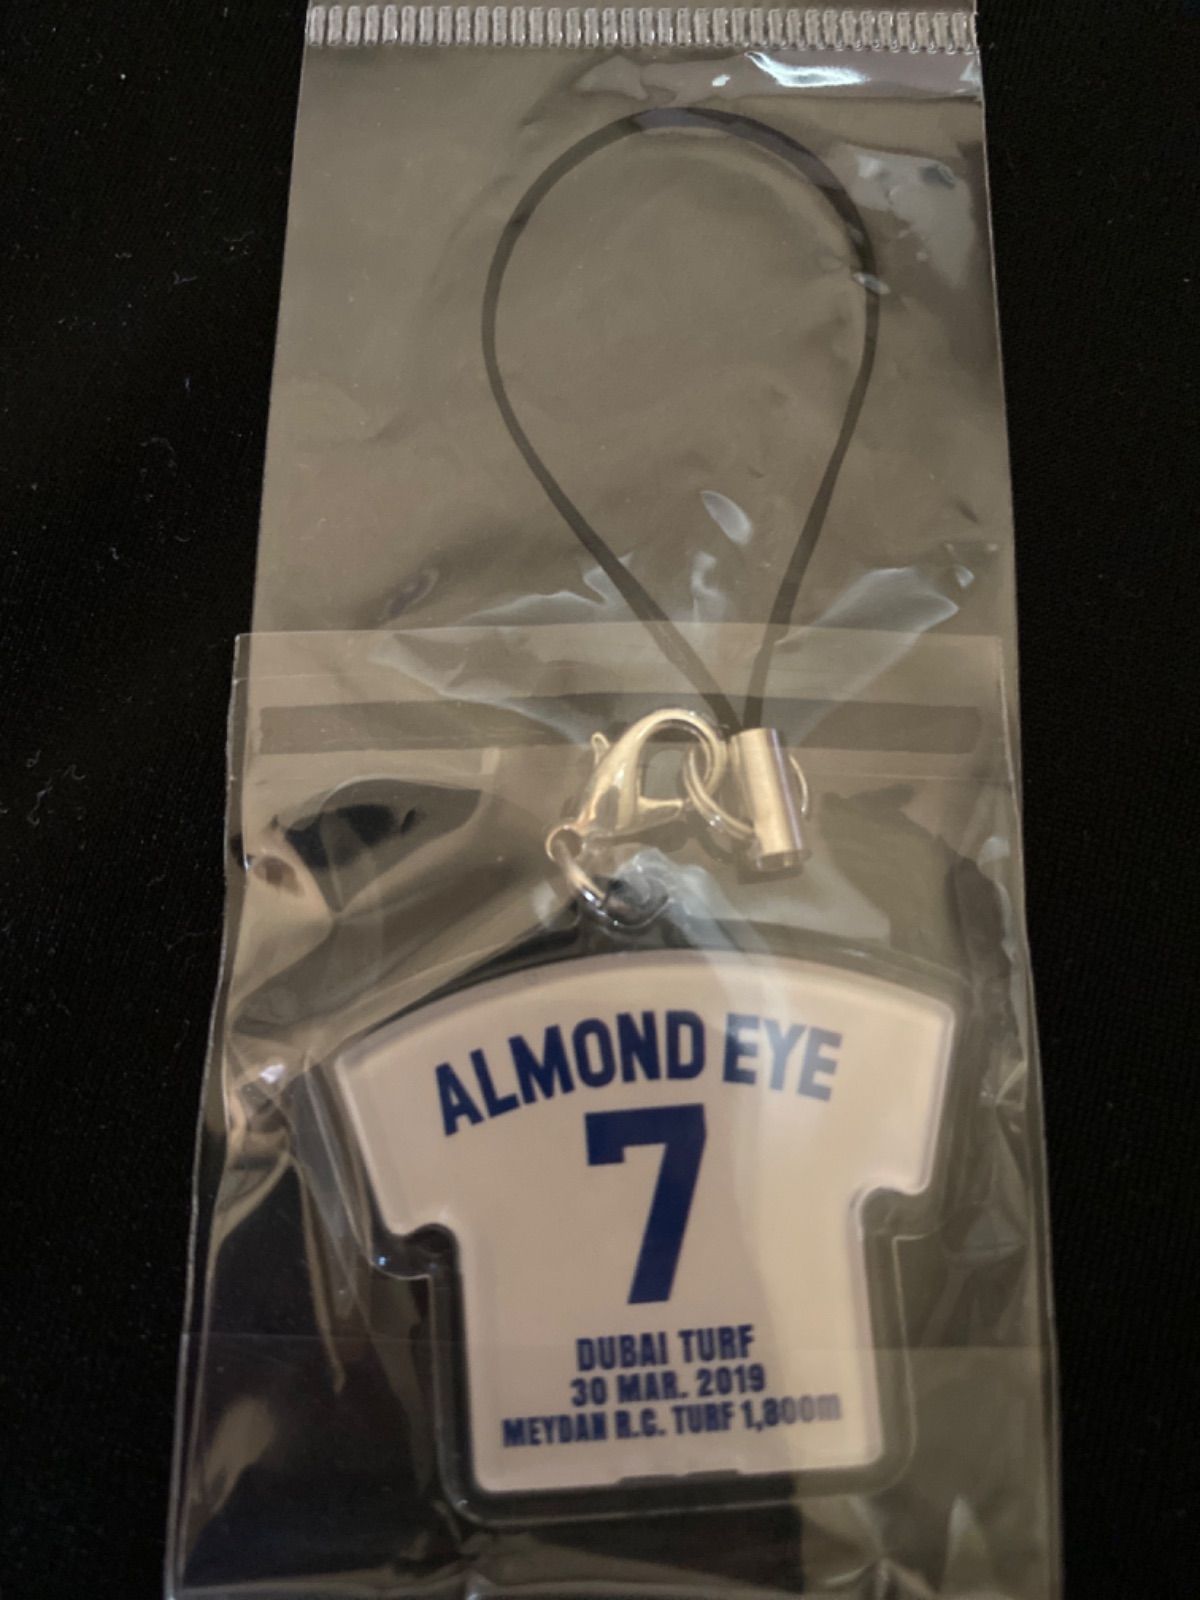 ALMOND EYE
7
DUBAI TURF
30 MAR. 2019
MEYDAN R.C. TURF 1,800m